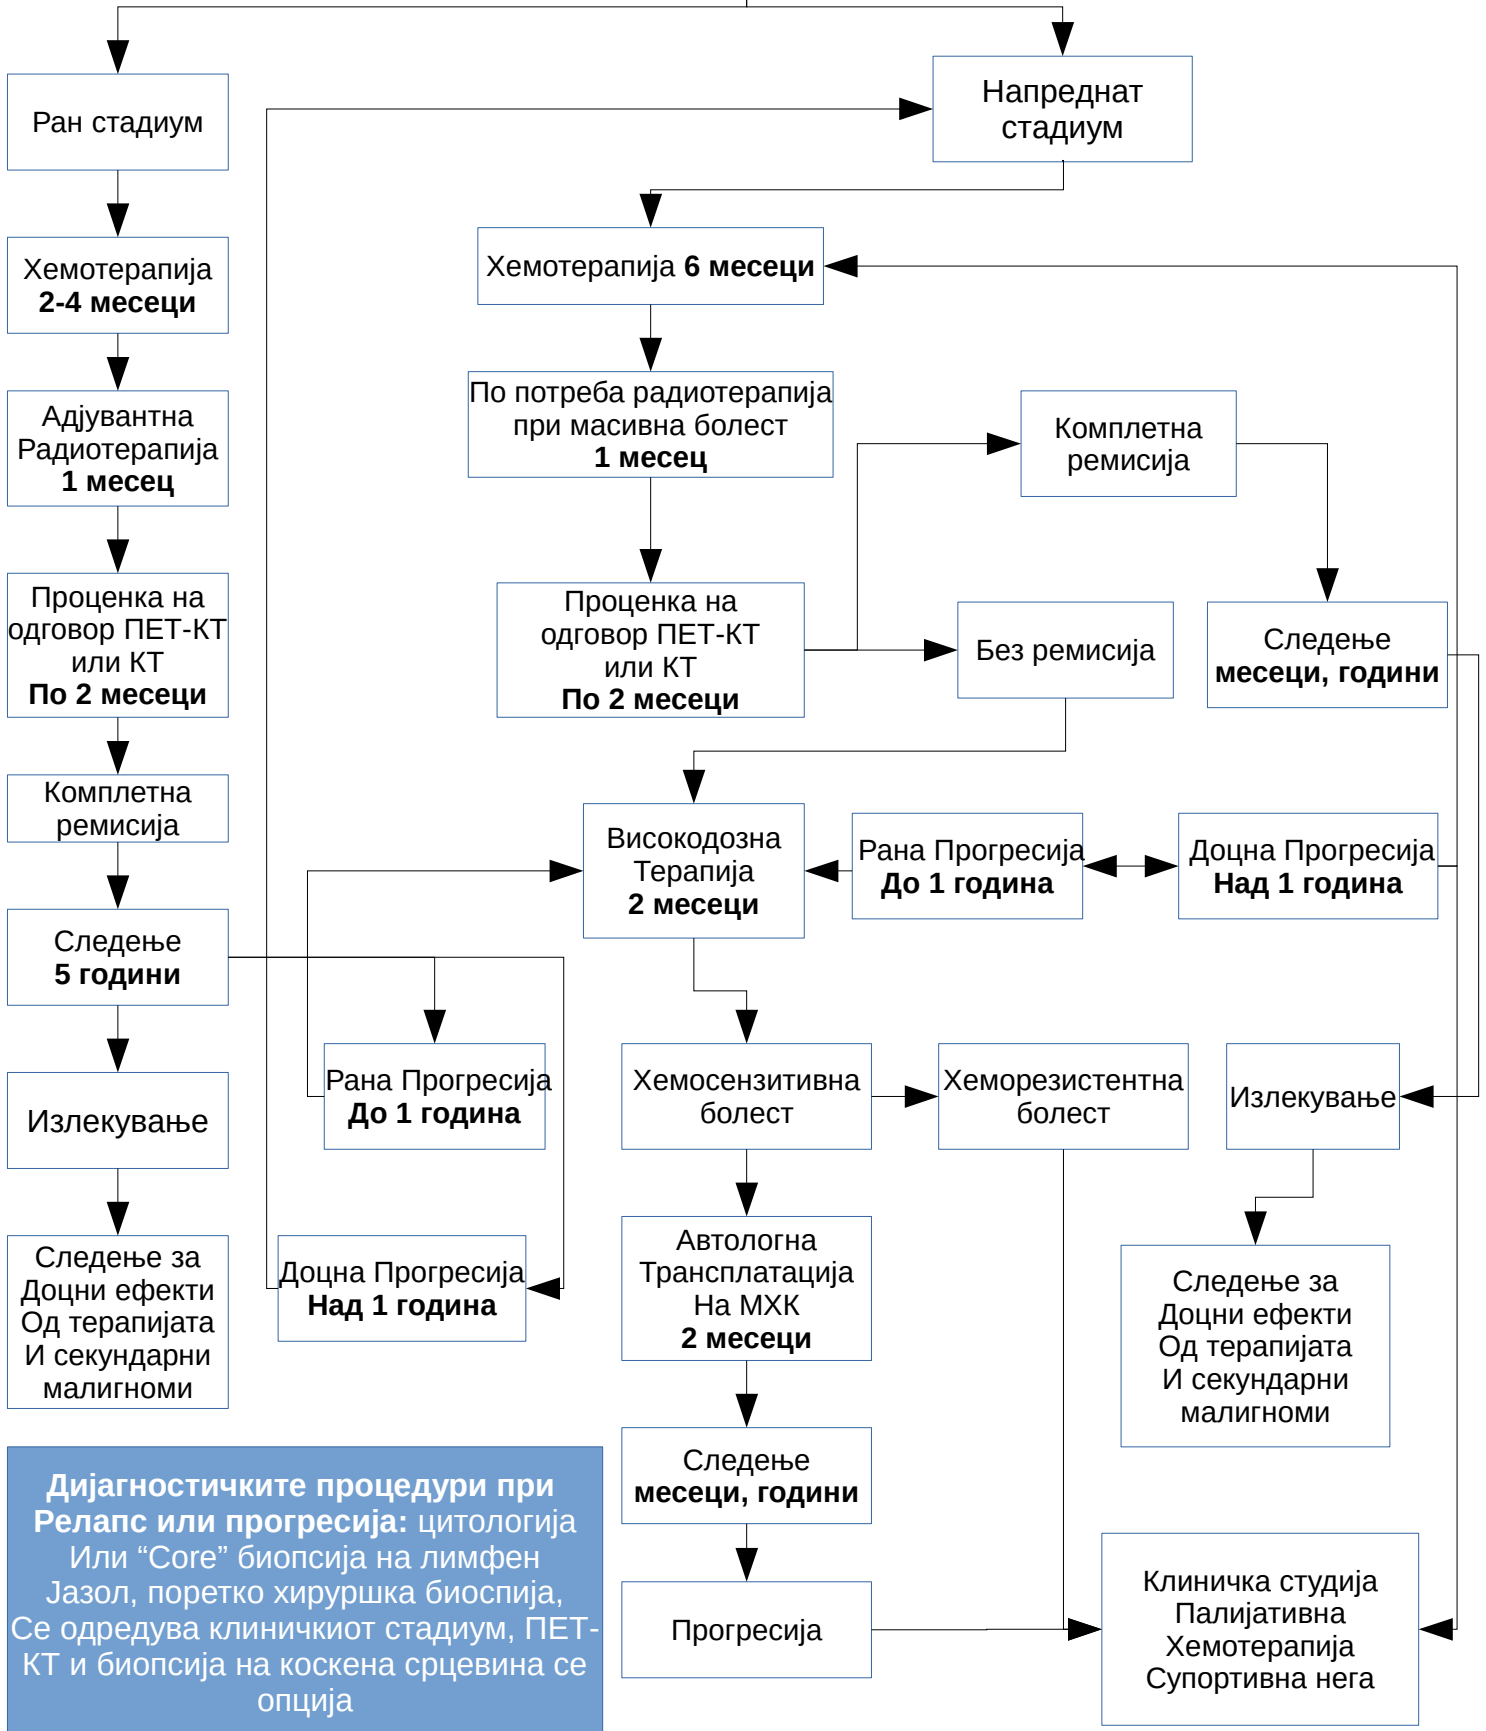 Ран стадиум
Напреднат
стадиум
Хемотерапија
2-4 месеци
Хемотерапија 6 месеци
Адјувантна
Радиотерапија
1 месец
По потреба радиотерапија
при масивна болест
1 месец
Комплетна
ремисија
Проценка на
одговор ПЕТ-КТ
или КТ
По 2 месеци
Проценка на
одговор ПЕТ-КТ
или КТ
По 2 месеци
Без ремисија
Следење
месеци, години
Комплетна
ремисија
Високодозна
Терапија
2 месеци
Рана Прогресија
До 1 година
Доцна Прогресија
Над 1 година
Следење
5 години
Рана Прогресија
До 1 година
Хемосензитивна
болест
Хеморезистентна
болест
Излекување
Излекување
Следење за
Доцни ефекти
Од терапијата
И секундарни
малигноми
Доцна Прогресија
Над 1 година
Автологна
Трансплатација
На МХК
2 месеци
Следење за
Доцни ефекти
Од терапијата
И секундарни
малигноми
Следење
месеци, години
Дијагностичките процедури при
Релапс или прогресија: цитологија
Или “Core” биопсија на лимфен
Јазол, поретко хируршка биоспија,
Се одредува клиничкиот стадиум, ПЕТ-
КТ и биопсија на коскена срцевина се
опција
Прогресија
Клиничка студија
Палијативна
Хемотерапија
Супортивна нега